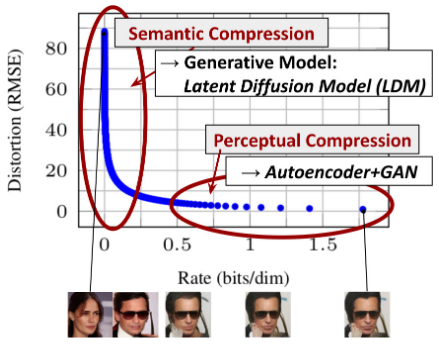 80
60
40
20
0
Distortion (RMSE)
Semantic Compression
→ Generative Model:
Latent Diffusion Model (LDM)
Perceptual Compression
→ Autoencoder+GAN
0
0.5
1
1.5
Rate (bits/dim)